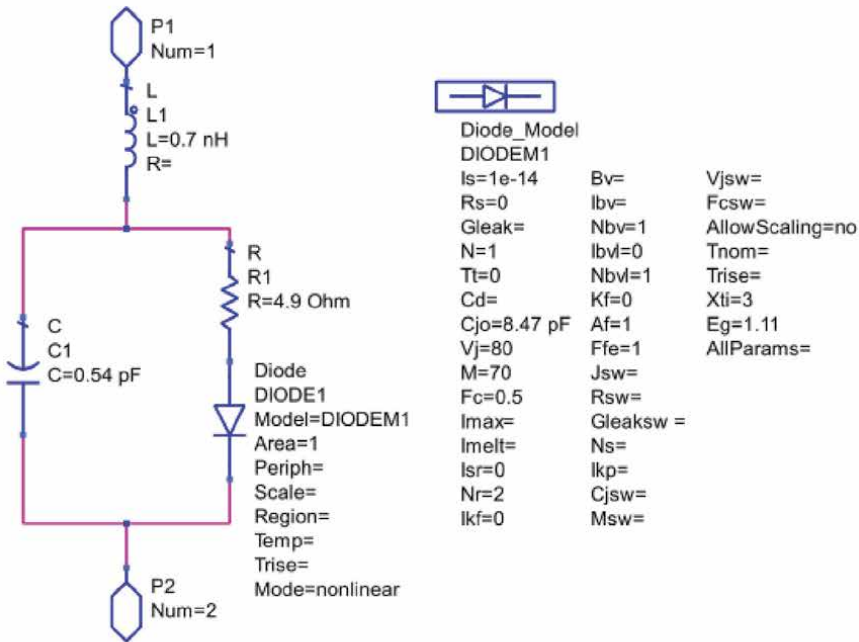 P1
Num=1
L
L1
L=0.7 nH
R=
R
R1
R=4.9 Ohm
C
C1
C=0.54 pF
Diode
DIODE1
Model=DIODEM1
Area=1
Periph=
Scale=
Region=
Temp=
Trise=
Mode=nonlinear
P2
Num=2
Diode_Model
DIODEM1
Is=1e-14
Rs=0
Gleak=
N=1
Tt=0
Cd=
Cjo=8.47 pF
Vj=80
M=70
Fc=0.5
Imax=
Imelt=
Isr=0
Nr=2
Ikf=0
Bv=
Ibv=
Nbv=1
Ibvl=0
Nbvl=1
Kf=0
Af=1
Ffe=1
Jsw=
Rsw=
Gleaksw =
Ns=
Ikp=
Cjsw=
Msw=
Vjsw=
Fcsw=
AllowScaling=no
Tnom=
Trise=
Xti=3
Eg=1.11
AllParams=